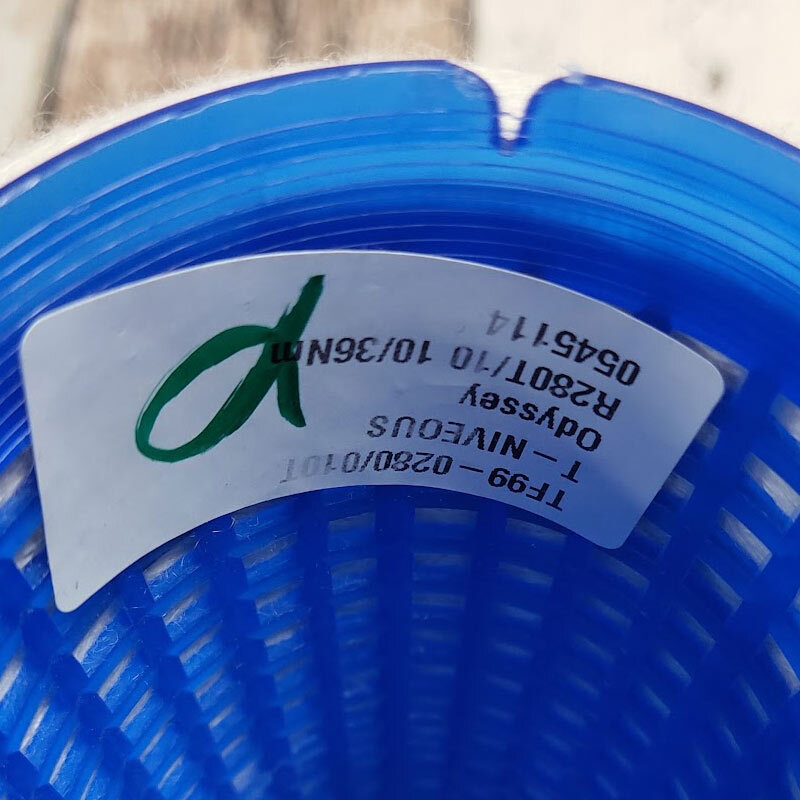 TF99-0280/010T
T-NIVEOUS
Odyssey
R280T/10 10/36Nm
0545114